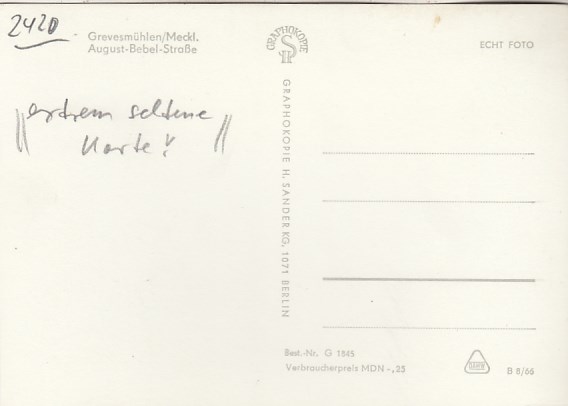 2420
Grevesmühlen/Meckl.
August-Bebel-Straße
GRAPHOKOPIE
ECHT FOTO
"extrem seltene
Karte!"
GRAPHOKOPIE H. SANDER KG, 1071 BERLIN
Best.-Nr. G 1845
Verbraucherpreis MDN -,25
B 8/66